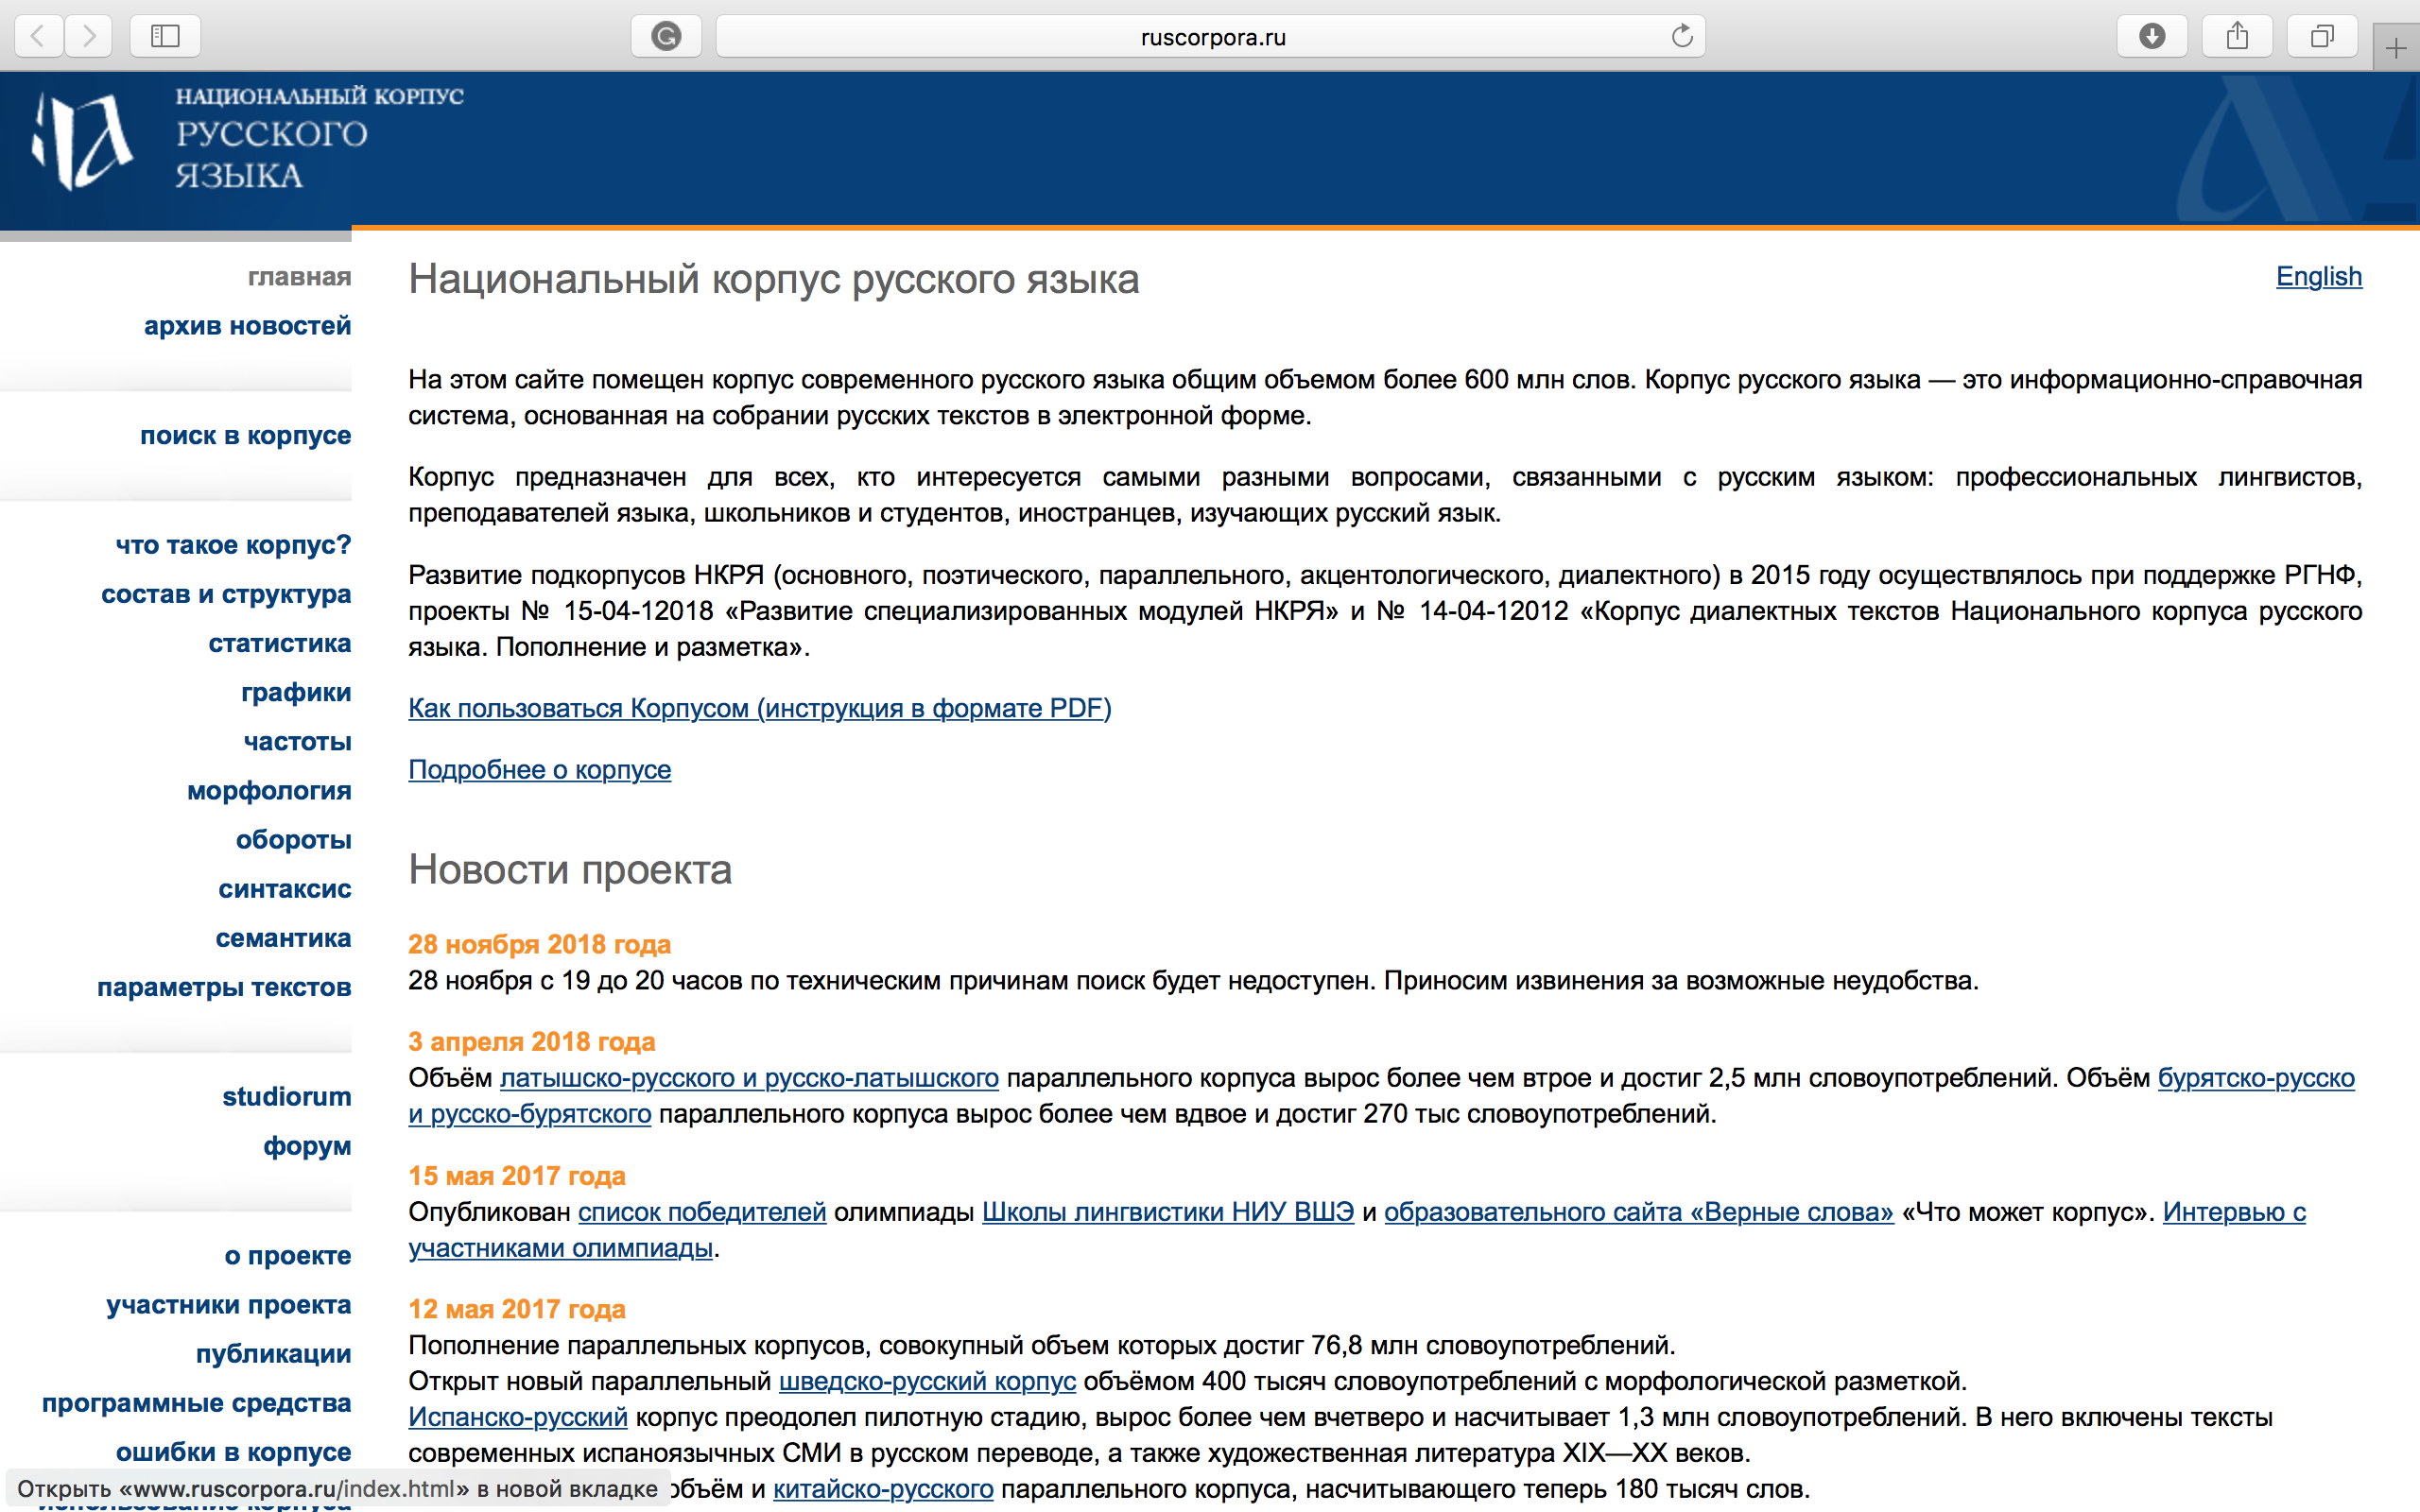 ruscorpora.ru
НАЦИОНАЛЬНЫЙ КОРПУС
РУССКОГО
ЯЗЫКА
главная
архив новостей
поиск в корпусе
что такое корпус?
состав и структура
статистика
графики
частоты
морфология
обороты
синтаксис
семантика
параметры текстов
studiorum
форум
о проекте
участники проекта
публикации
программные средства
ошибки в корпусе
Национальный корпус русского языка
English
На этом сайте помещен корпус современного русского языка общим объемом более 600 млн слов. Корпус русского языка — это информационно-справочная
система, основанная на собрании русских текстов в электронной форме.
Корпус предназначен для всех, кто интересуется самыми разными вопросами, связанными с русским языком: профессиональных лингвистов,
преподавателей языка, школьников и студентов, иностранцев, изучающих русский язык.
Развитие подкорпусов НКРЯ (основного, поэтического, параллельного, акцентологического, диалектного) в 2015 году осуществлялось при поддержке РГНФ,
проекты № 15-04-12018 «Развитие специализированных модулей НКРЯ» и № 14-04-12012 «Корпус диалектных текстов Национального корпуса русского
языка. Пополнение и разметка».
Как пользоваться Корпусом (инструкция в формате PDF)
Подробнее о корпусе
Новости проекта
28 ноября 2018 года
28 ноября с 19 до 20 часов по техническим причинам поиск будет недоступен. Приносим извинения за возможные неудобства.
3 апреля 2018 года
Объём латышско-русского и русско-латышского параллельного корпуса вырос более чем втрое и достиг 2,5 млн словоупотреблений. Объём бурятско-русско
и русско-бурятского параллельного корпуса вырос более чем вдвое и достиг 270 тыс словоупотреблений.
15 мая 2017 года
Опубликован список победителей олимпиады Школы лингвистики НИУ ВШЭ и образовательного сайта «Верные слова» «Что может корпус». Интервью с
участниками олимпиады.
12 мая 2017 года
Пополнение параллельных корпусов, совокупный объем которых достиг 76,8 млн словоупотреблений.
Открыт новый параллельный шведско-русский корпус объёмом 400 тысяч словоупотреблений с морфологической разметкой.
Испанско-русский корпус преодолел пилотную стадию, вырос более чем вчетверо и насчитывает 1,3 млн словоупотреблений. В него включены тексты
современных испаноязычных СМИ в русском переводе, а также художественная литература XIX—XX веков.
объём и китайско-русского параллельного корпуса, насчитывающего теперь 180 тысяч слов.
Открыть «www.ruscorpora.ru/index.html» в новой вкладке